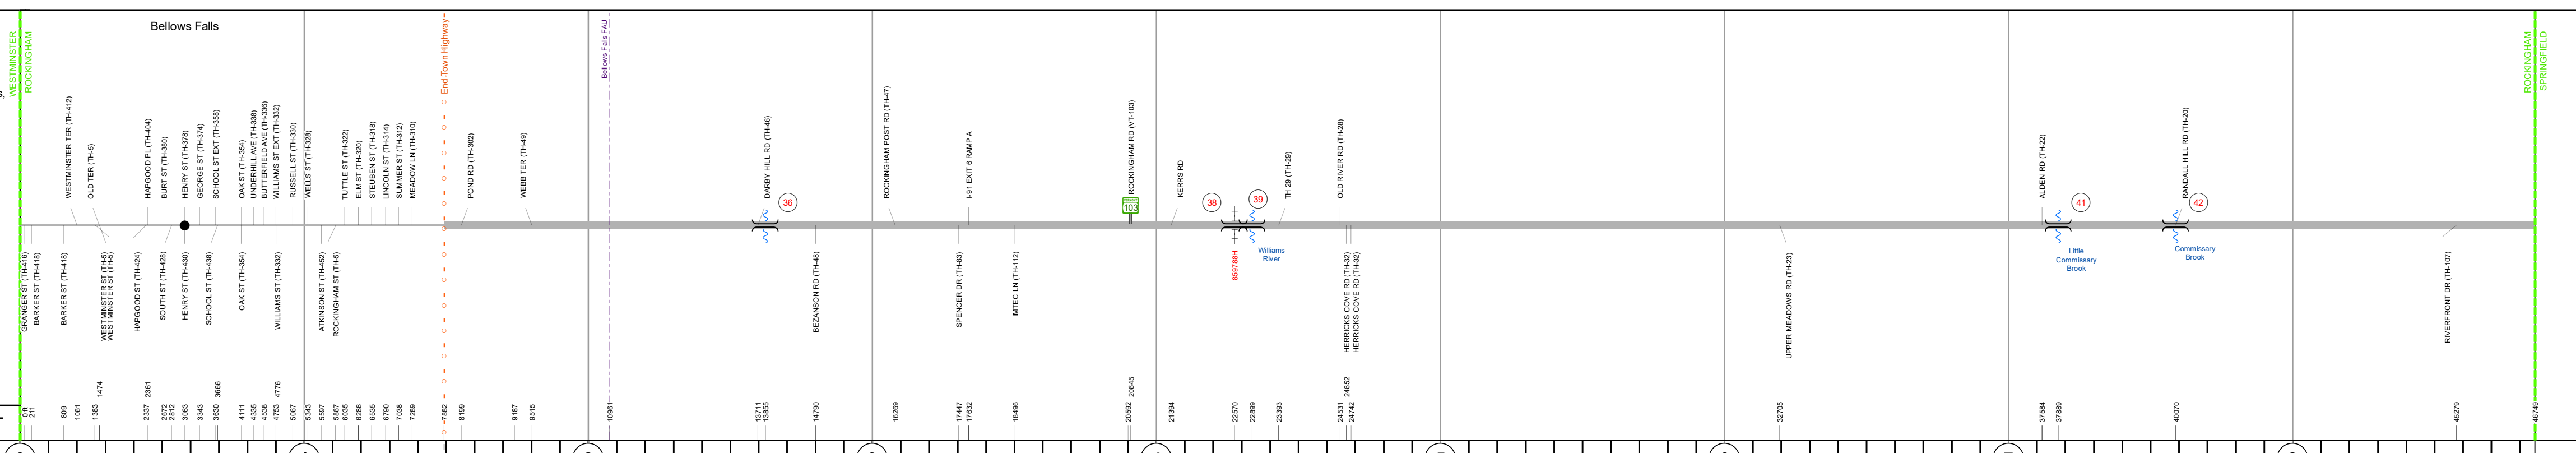 Bellows Falls
WESTMINSTER
ROCKINGHAM
End Town Highway
Bellows Falls FAU
ROCKINGHAM
SPRINGFIELD
s,
WESTMINSTER TER (TH-412)
OLD TER (TH-5)
HAPGOOD PL (TH-404)
BURT ST (TH-380)
HENRY ST (TH-378)
GEORGE ST (TH-374)
SCHOOL ST EXT (TH-358)
OAK ST (TH-354)
UNDERHILL AVE (TH-338)
BUTTERFIELD AVE (TH-336)
WILLIAMS ST EXT (TH-332)
RUSSELL ST (TH-330)
WELLS ST (TH-328)
TUTTLE ST (TH-322)
ELM ST (TH-320)
STEUBEN ST (TH-318)
LINCOLN ST (TH-314)
SUMMER ST (TH-312)
MEADOW LN (TH-310)
POND RD (TH-302)
WEBB TER (TH-49)
DARBY HILL RD (TH-46)
36
ROCKINGHAM POST RD (TH-47)
I-91 EXIT 6 RAMP A
ROCKINGHAM RD (VT-103)
103
KERRS RD
38
39
TH 29 (TH-29)
OLD RIVER RD (TH-28)
ALDEN RD (TH-22)
41
RANDALL HILL RD (TH-20)
42
GRANGER ST (TH-416)
BARKER ST (TH-418)
BARKER ST (TH-418)
WESTMINSTER ST (TH-5)
WESTMINSTER ST (TH-5)
HAPGOOD ST (TH-424)
SOUTH ST (TH-428)
HENRY ST (TH-430)
SCHOOL ST (TH-438)
OAK ST (TH-354)
WILLIAMS ST (TH-332)
ATKINSON ST (TH-452)
ROCKINGHAM ST (TH-5)
BEZANSON RD (TH-48)
SPENCER DR (TH-83)
IMTEC LN (TH-112)
859788H
Williams
River
HERRICKS COVE RD (TH-32)
HERRICKS COVE RD (TH-32)
UPPER MEADOWS RD (TH-23)
Little
Commissary
Brook
Commissary
Brook
RIVERFRONT DR (TH-107)
0 ft
211
809
1061
1383
1474
2337
2361
2672
2812
3063
3343
3630
3666
4111
4335
4538
4753
4776
5067
5343
5597
5867
6035
6286
6535
6790
7038
7289
7882
8199
9187
9515
10961
13711
13855
14790
16269
17447
17632
18496
20592
20645
21394
22570
22899
23393
24531
24652
24742
32705
37584
37889
40070
45279
46749